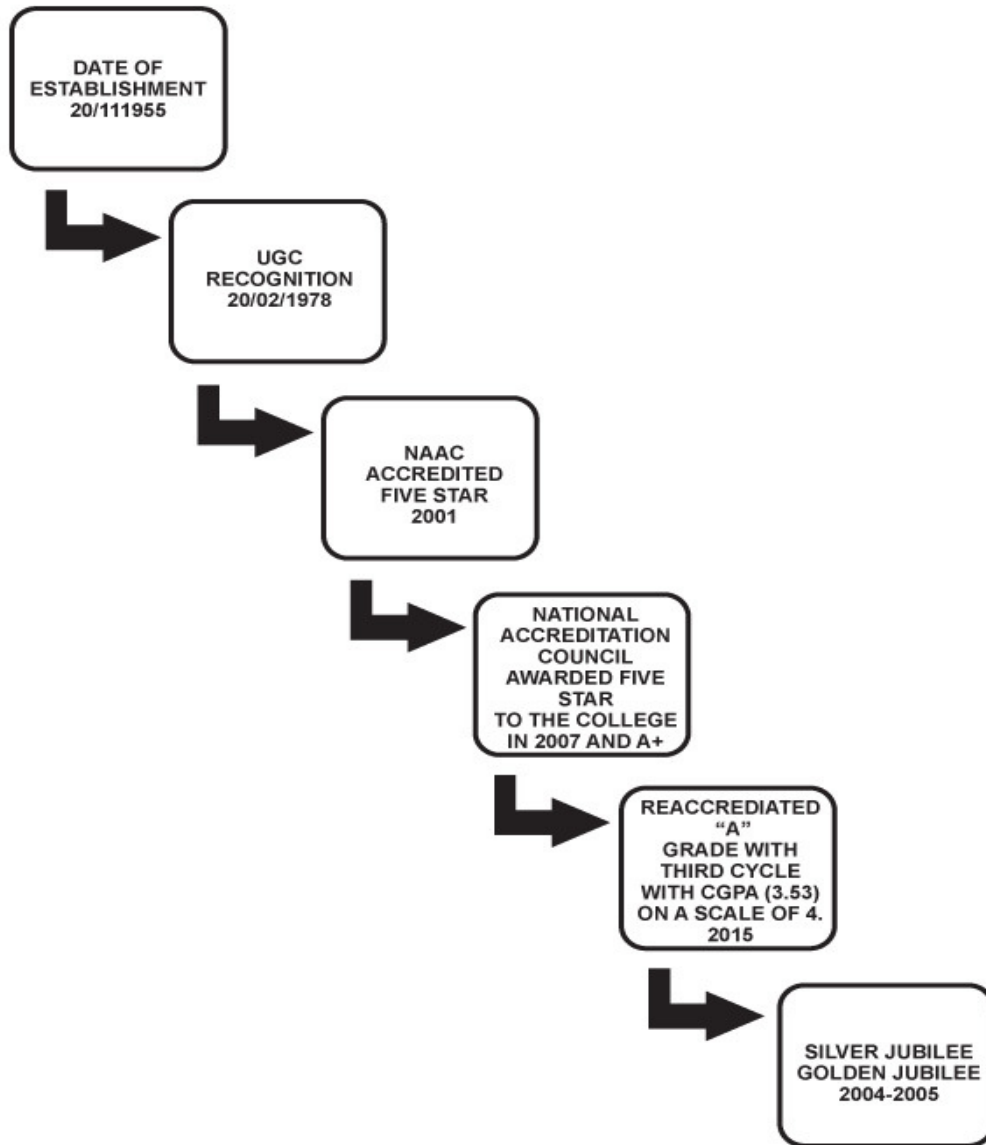 DATE OF
ESTABLISHMENT
20/111955
UGC
RECOGNITION
20/02/1978
NAAC
ACCREDITED
FIVE STAR
2001
NATIONAL
ACCREDITATION
COUNCIL
AWARDED FIVE
STAR
TO THE COLLEGE
IN 2007 AND A+
REACCREDIATED
“A”
GRADE WITH
THIRD CYCLE
WITH CGPA (3.53)
ON A SCALE OF 4.
2015
SILVER JUBILEE
GOLDEN JUBILEE
2004-2005